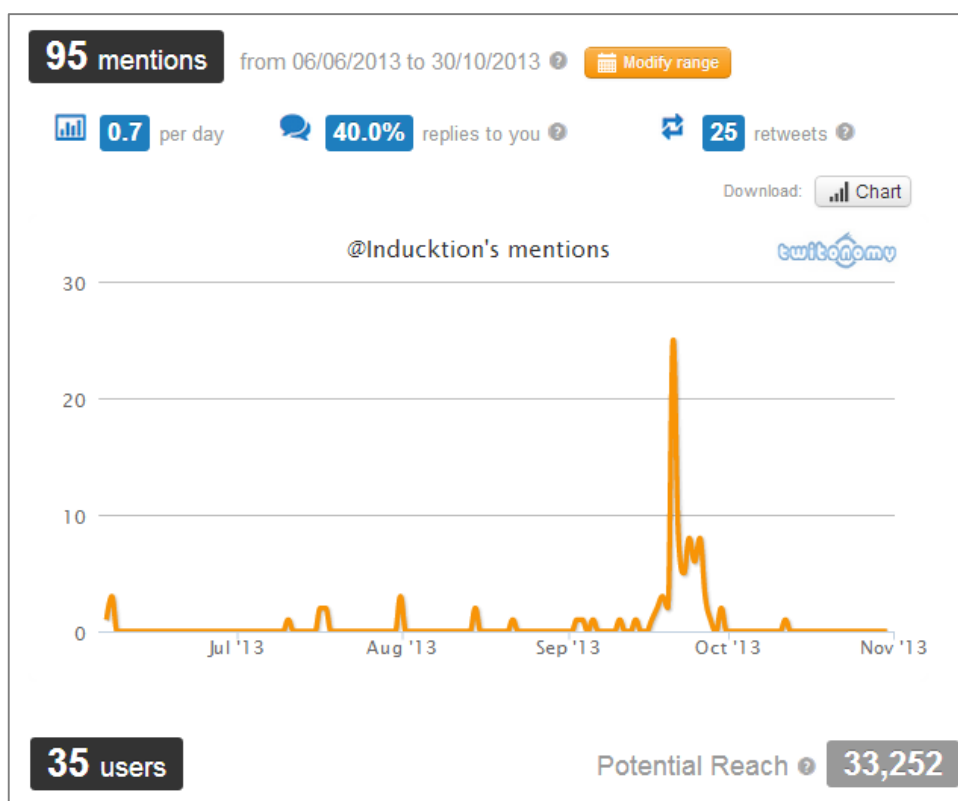 95 mentions from 06/06/2013 to 30/10/2013 ? Modify range
0.7 per day 40.0% replies to you ? 25 retweets ?
Download: Chart
@Inducktion's mentions twitonomy
30
20
10
0
Jul '13 Aug '13 Sep '13 Oct '13 Nov '13
35 users Potential Reach ? 33,252